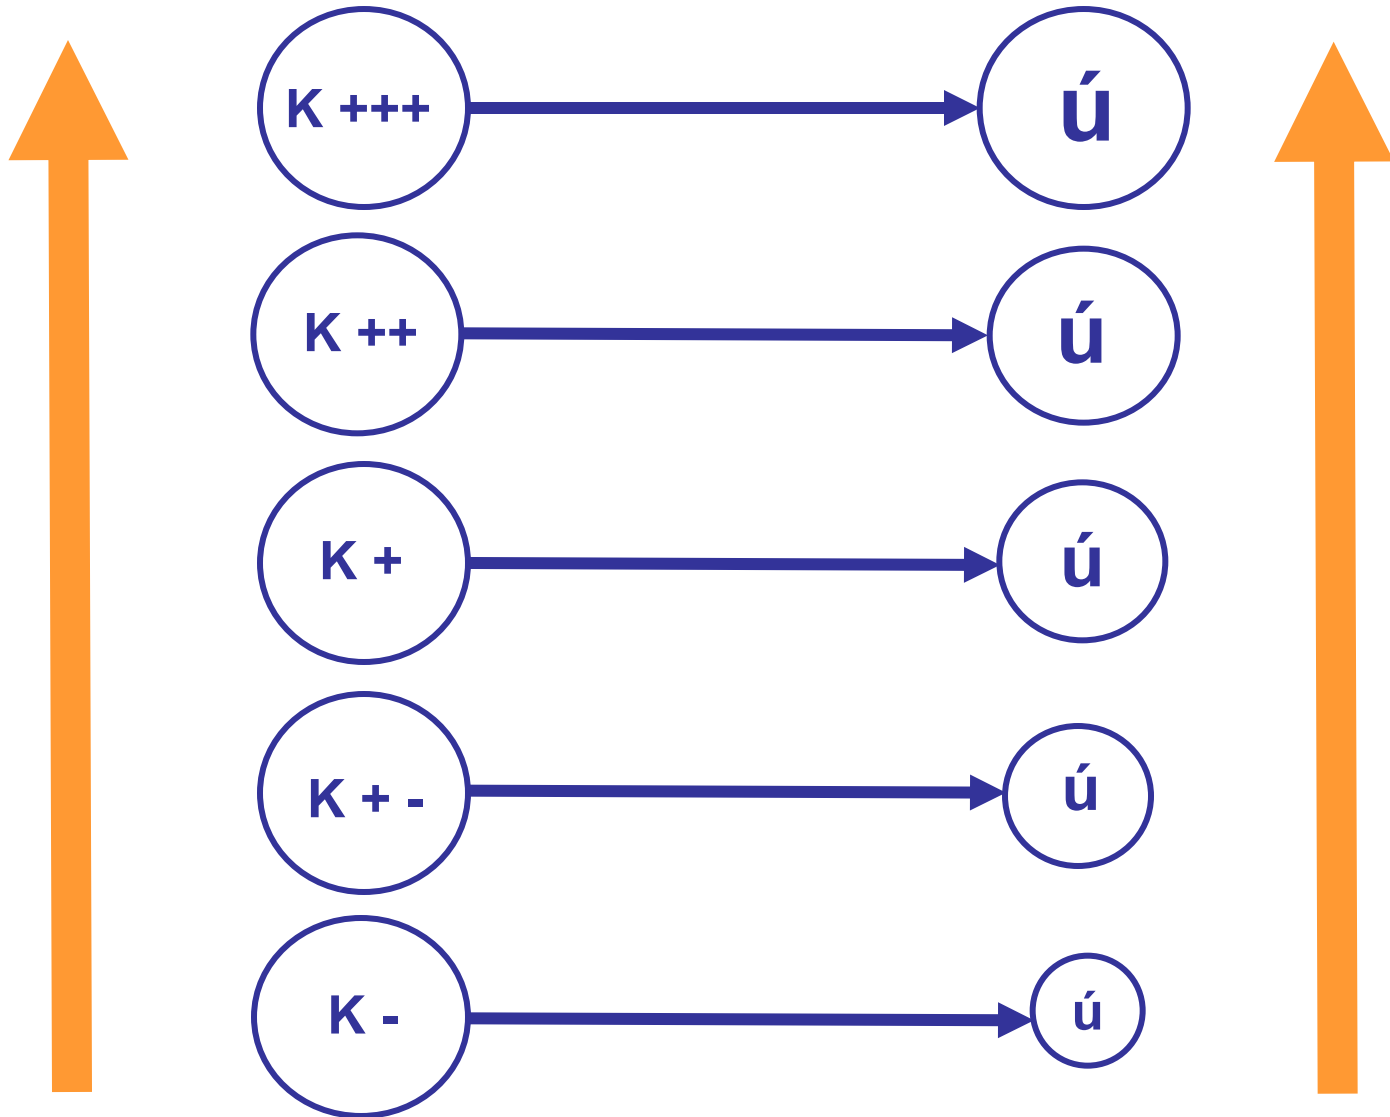 K +++ ú
K ++ ú
K + ú
K + - ú
K - ú